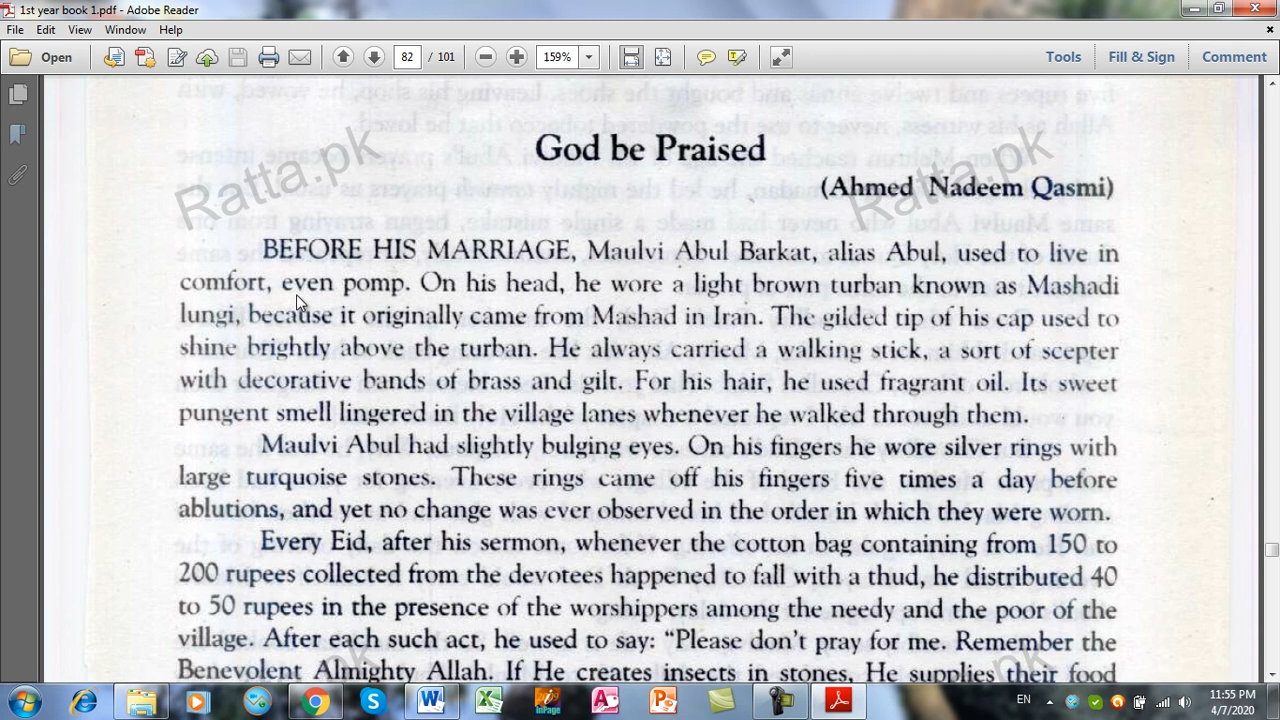 1st year book 1.pdf - Adobe Reader
File Edit View Window Help
Open 82 / 101 159% Tools Fill & Sign Comment
God be Praised
(Ahmed Nadeem Qasmi)
Ratta.pk Ratta.pk
BEFORE HIS MARRIAGE, Maulvi Abul Barkat, alias Abul, used to live in
comfort, even pomp. On his head, he wore a light brown turban known as Mashadi
lungi, because it originally came from Mashad in Iran. The gilded tip of his cap used to
shine brightly above the turban. He always carried a walking stick, a sort of scepter
with decorative bands of brass and gilt. For his hair, he used fragrant oil. Its sweet
pungent smell lingered in the village lanes whenever he walked through them.
Maulvi Abul had slightly bulging eyes. On his fingers he wore silver rings with
large turquoise stones. These rings came off his fingers five times a day before
ablutions, and yet no change was ever observed in the order in which they were worn.
Every Eid, after his sermon, whenever the cotton bag containing from 150 to
200 rupees collected from the devotees happened to fall with a thud, he distributed 40
to 50 rupees in the presence of the worshippers among the needy and the poor of the
village. After each such act, he used to say: "Please don't pray for me. Remember the
Benevolent Almighty Allah. If He creates insects in stones, He supplies their food
.pk .pk
EN 11:55 PM
4/7/2020